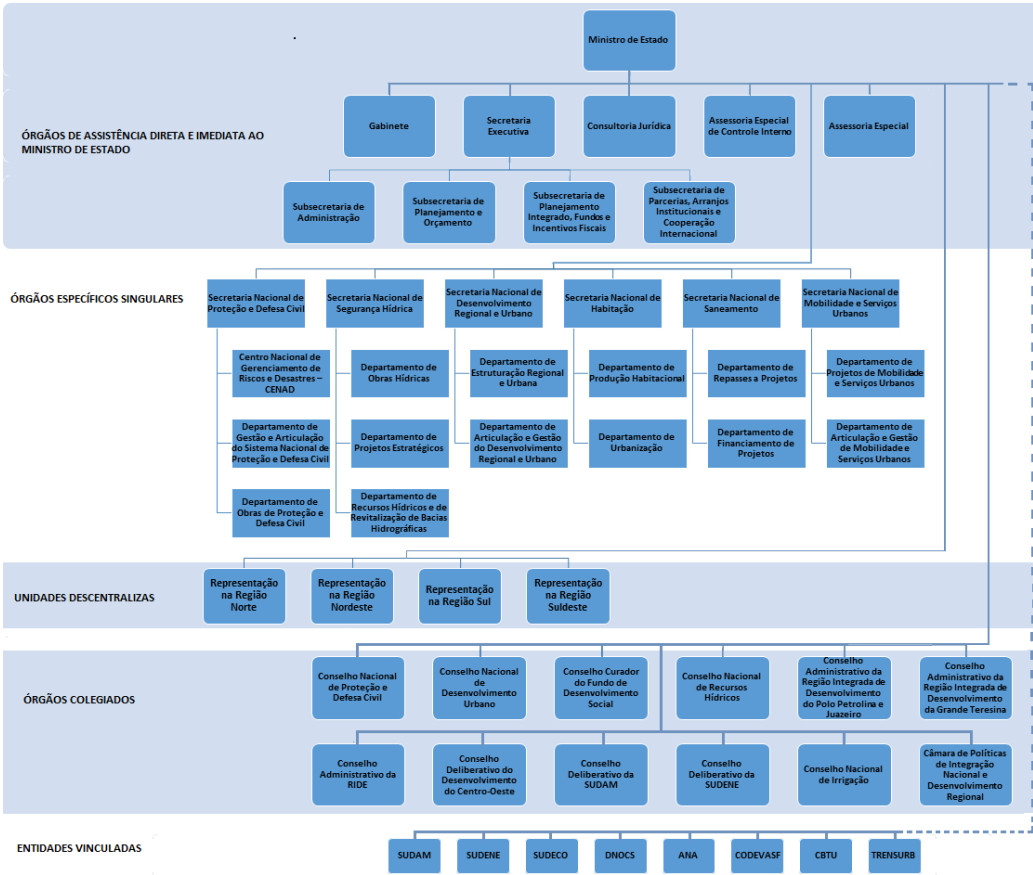 Ministro de Estado
ÓRGÃOS DE ASSISTÊNCIA DIRETA E IMEDIATA AO
MINISTRO DE ESTADO
Gabinete
Secretaria
Executiva
Consultoria Jurídica
Assessoria Especial
de Controle Interno
Assessoria Especial
Subsecretaria de
Administração
Subsecretaria de
Planejamento e
Orçamento
Subsecretaria de
Planejamento
Integrado, Fundos e
Incentivos Fiscais
Subsecretaria de
Parcerias, Arranjos
Institucionais e
Cooperação
Internacional
ÓRGÃOS ESPECÍFICOS SINGULARES
Secretaria Nacional de
Proteção e Defesa Civil
Secretaria Nacional de
Segurança Hídrica
Secretaria Nacional de
Desenvolvimento
Regional e Urbano
Secretaria Nacional de
Habitação
Secretaria Nacional de
Saneamento
Secretaria Nacional de
Mobilidade e Serviços
Urbanos
Centro Nacional de
Gerenciamento de
Riscos e Desastres –
CENAD
Departamento de
Obras Hídricas
Departamento de
Estruturação Regional
e Urbana
Departamento de
Produção Habitacional
Departamento de
Repasses a Projetos
Departamento de
Projetos de Mobilidade
e Serviços Urbanos
Departamento de
Gestão e Articulação
do Sistema Nacional de
Proteção e Defesa Civil
Departamento de
Projetos Estratégicos
Departamento de
Articulação e Gestão
do Desenvolvimento
Regional e Urbano
Departamento de
Urbanização
Departamento de
Financiamento de
Projetos
Departamento de
Articulação e Gestão
de Mobilidade e
Serviços Urbanos
Departamento de
Obras de Proteção e
Defesa Civil
Departamento de
Recursos Hídricos e de
Revitalização de Bacias
Hidrográficas
UNIDADES DESCENTRALIZAS
Representação
na Região
Norte
Representação
na Região
Nordeste
Representação
na Região Sul
Representação
na Região
Suldeste
ÓRGÃOS COLEGIADOS
Conselho Nacional
de Proteção e
Defesa Civil
Conselho Nacional
de
Desenvolvimento
Urbano
Conselho Curador
do Fundo de
Desenvolvimento
Social
Conselho Nacional
de Recursos
Hídricos
Conselho
Administrativo da
Região Integrada de
Desenvolvimento
do Polo Petrolina e
Juazeiro
Conselho
Administrativo da
Região Integrada de
Desenvolvimento
da Grande Teresina
Conselho
Administrativo da
RIDE
Conselho
Deliberativo do
Desenvolvimento
do Centro-Oeste
Conselho
Deliberativo da
SUDAM
Conselho
Deliberativo da
SUDENE
Conselho Nacional
de Irrigação
Câmara de Políticas
de Integração
Nacional e
Desenvolvimento
Regional
ENTIDADES VINCULADAS
SUDAM
SUDENE
SUDECO
DNOCS
ANA
CODEVASF
CBTU
TRENSURB